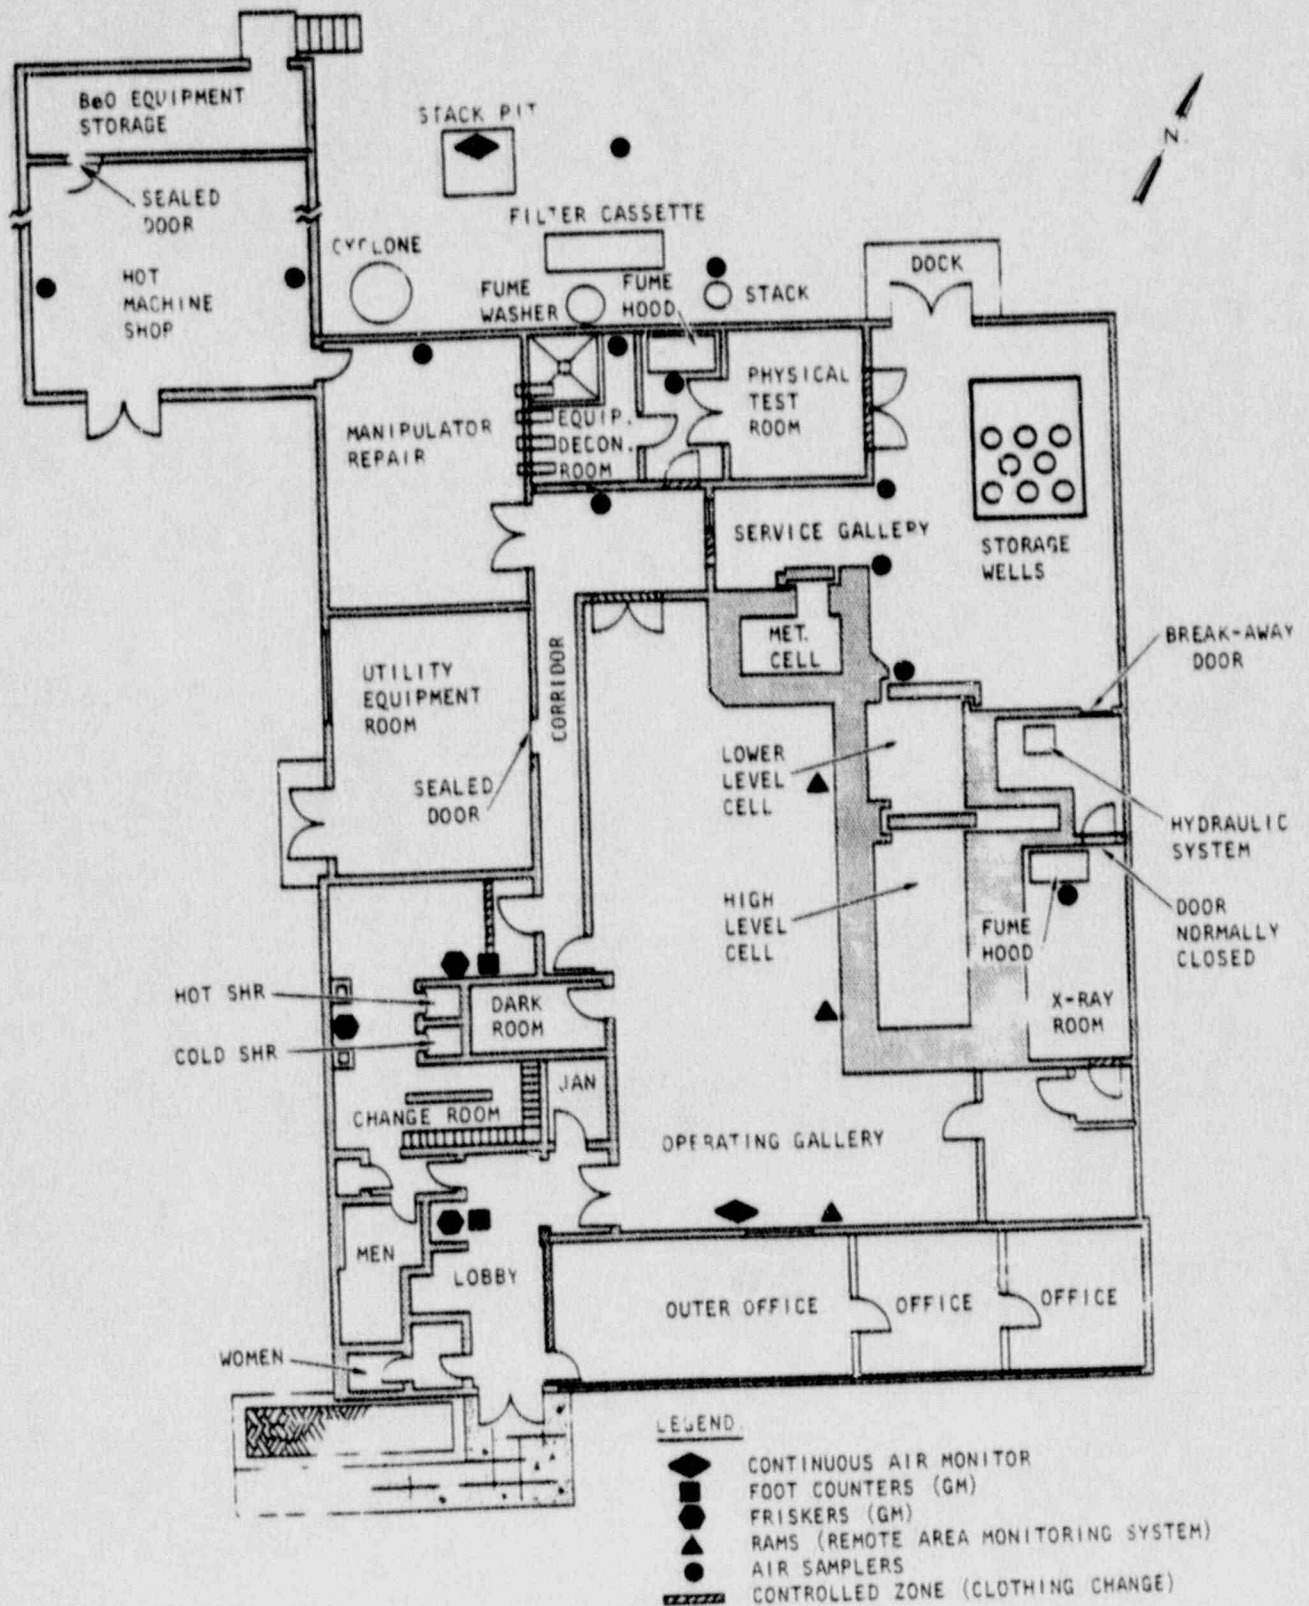 BeO EQUIPMENT
STORAGE
STACK PIT
N.
SEALED
DOOR
FILTER CASSETTE
CYCLONE
HOT
MACHINE
SHOP
FUME
WASHER
FUME
HOOD
STACK
DOCK
PHYSICAL
TEST
ROOM
MANIPULATOR
REPAIR
EQUIP.
DECON.
ROOM
SERVICE GALLERY
STORAGE
WELLS
MET.
CELL
BREAK-AWAY
DOOR
UTILITY
EQUIPMENT
ROOM
CORRIDOR
SEALED
DOOR
LOWER
LEVEL
CELL
HYDRAULIC
SYSTEM
HIGH
LEVEL
CELL
FUME
HOOD
DOOR
NORMALLY
CLOSED
HOT SHR
DARK
ROOM
X-RAY
ROOM
COLD SHR
JAN
CHANGE ROOM
OPERATING GALLERY
MEN
LOBBY
OUTER OFFICE
OFFICE
OFFICE
WOMEN
LEGEND
CONTINUOUS AIR MONITOR
FOOT COUNTERS (GM)
FRISKERS (GM)
RAMS (REMOTE AREA MONITORING SYSTEM)
AIR SAMPLERS
CONTROLLED ZONE (CLOTHING CHANGE)